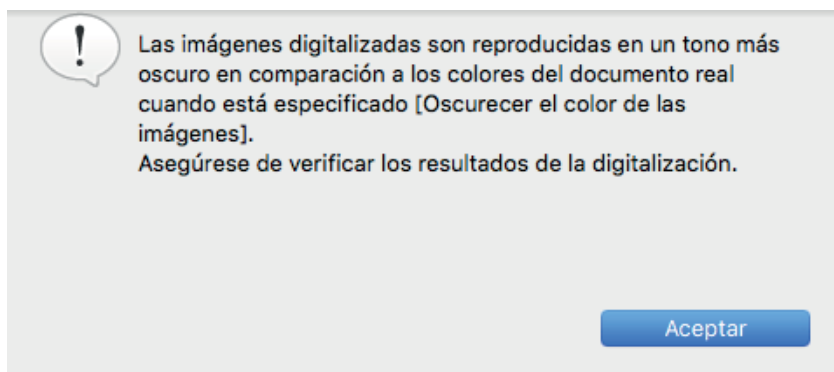 !
Las imágenes digitalizadas son reproducidas en un tono más
oscuro en comparación a los colores del documento real
cuando está especificado [Oscurecer el color de las
imágenes].
Asegúrese de verificar los resultados de la digitalización.
Aceptar